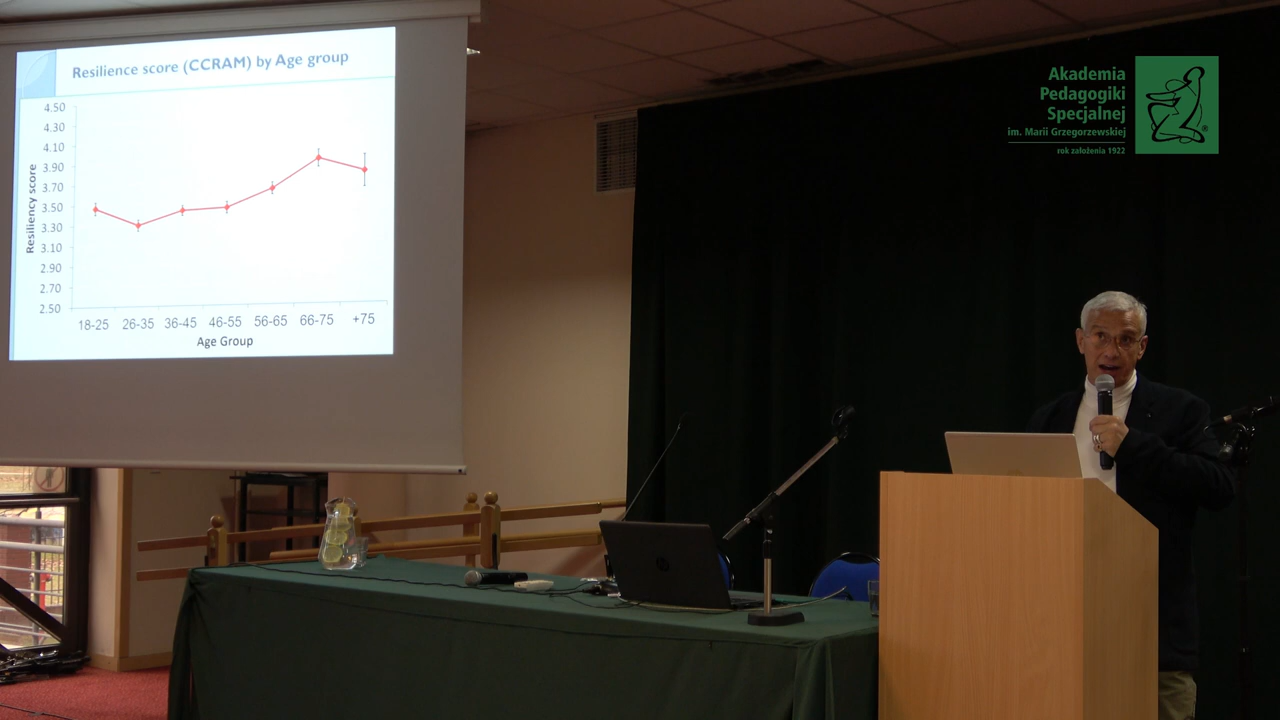 Resilience score (CCRAM) by Age group
4.50
4.30
4.10
3.90
3.70
3.50
3.30
3.10
2.90
2.70
2.50
Resiliency score
18-25 26-35 36-45 46-55 56-65 66-75 +75
Age Group
Akademia
Pedagogiki
Specjalnej
im. Marii Grzegorzewskiej
rok założenia 1922
®